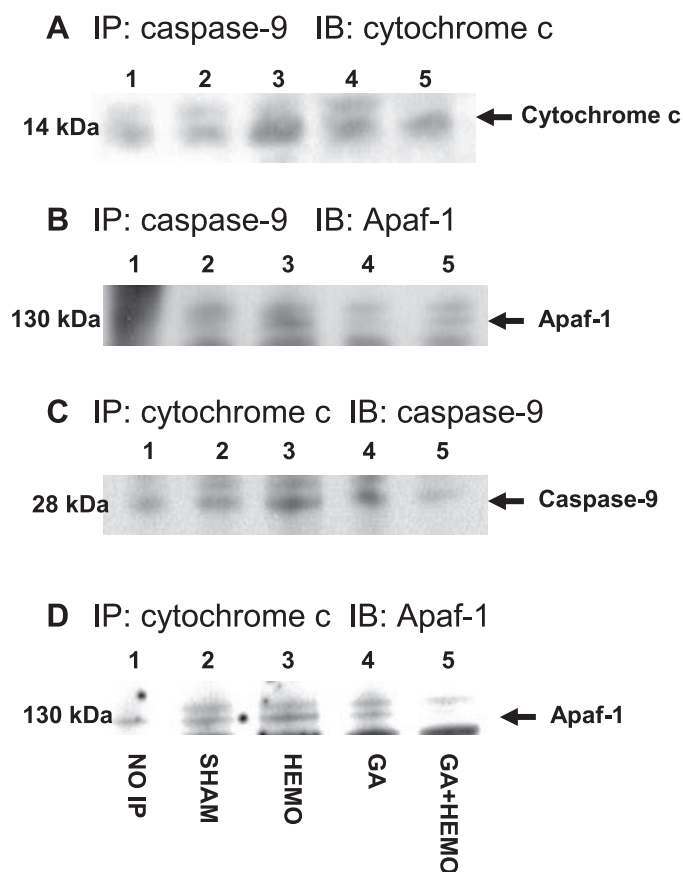 A IP: caspase-9 IB: cytochrome c
1 2 3 4 5
14 kDa Cytochrome c
B IP: caspase-9 IB: Apaf-1
1 2 3 4 5
130 kDa Apaf-1
C IP: cytochrome c IB: caspase-9
1 2 3 4 5
28 kDa Caspase-9
D IP: cytochrome c IB: Apaf-1
1 2 3 4 5
130 kDa Apaf-1
NO IP
SHAM
HEMO
GA
GA+HEMO